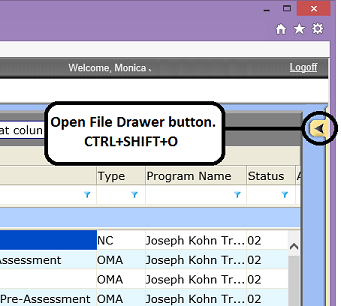 Welcome, Monica .
Logoff
Open File Drawer button.
CTRL+SHIFT+O
at colun
Type Program Name Status A
NC Joseph Kohn Tr... 02
Assessment OMA Joseph Kohn Tr... 02
OMA Joseph Kohn Tr... 02
Pre-Assessment OMA Joseph Kohn Tr... 02